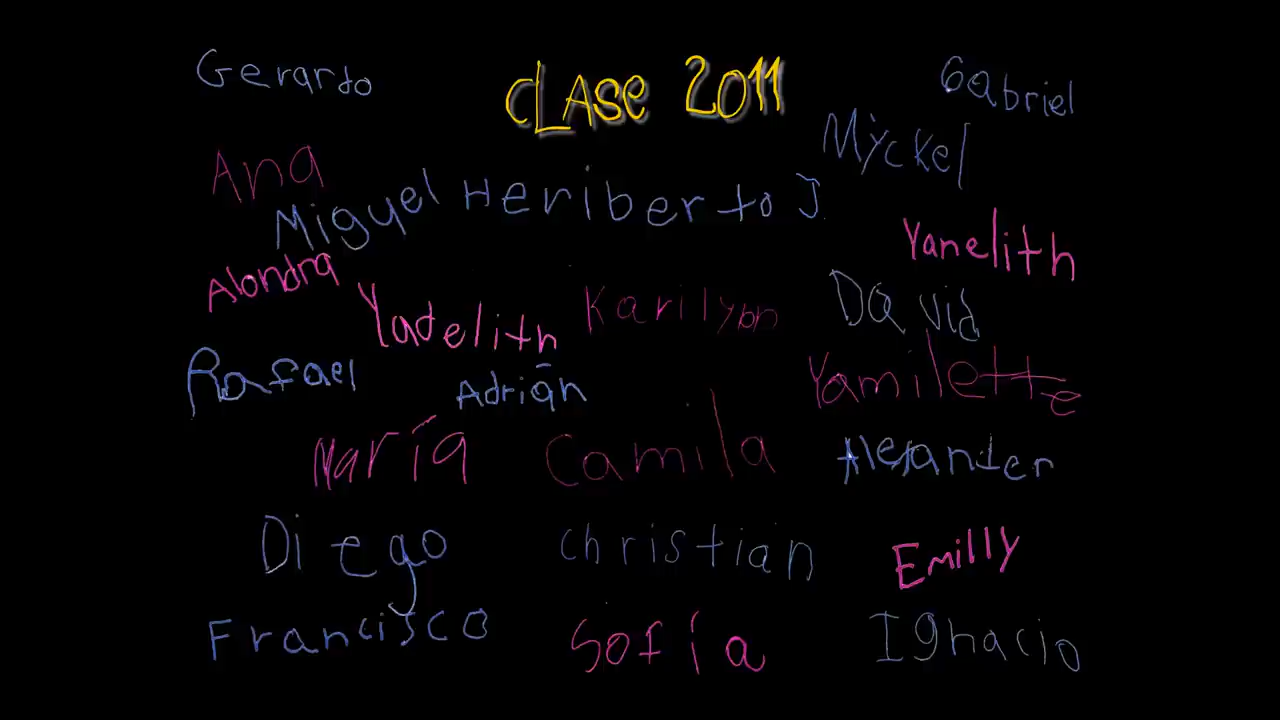 CLASE 2011
Gerardo
Gabriel
Myckel
Ana
Miguel
Heriberto J
Yanelith
Alondra
Yadelith
Karilyn
David
Rafael
Adrián
Yamilette
María
Camila
Alexander
Diego
christian
Emilly
Francisco
Sofía
Ignacio